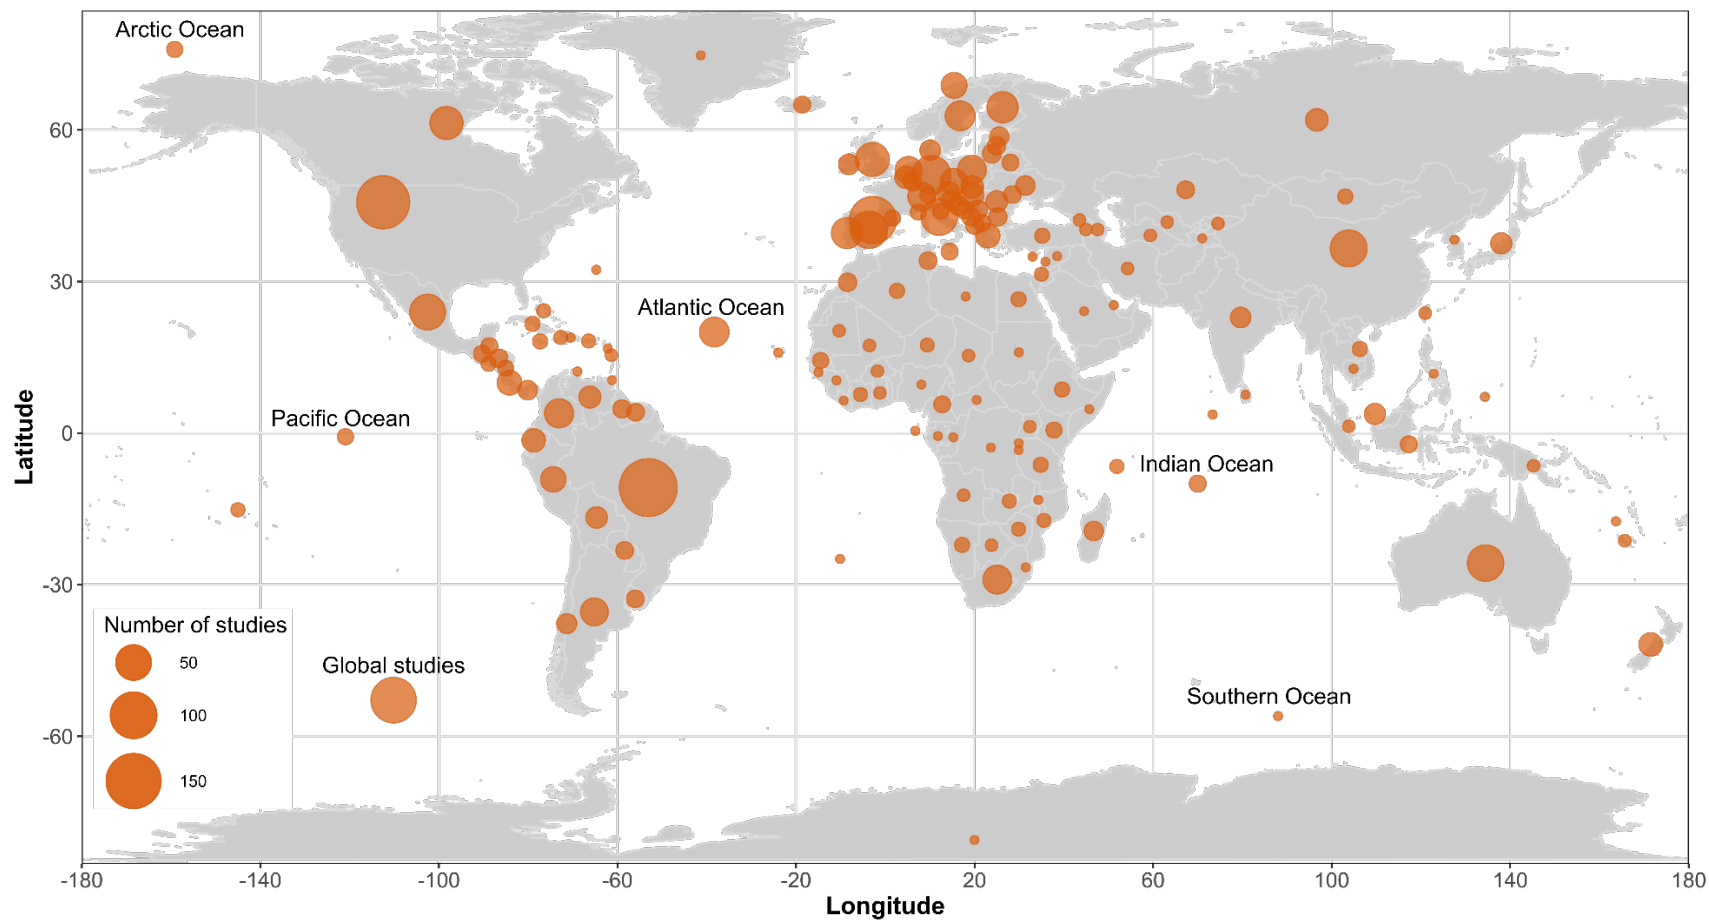 Arctic Ocean
60
30
Atlantic Ocean
Pacific Ocean
0
Indian Ocean
Latitude
-30
Number of studies
50
100
150
Global studies
Southern Ocean
-60
-180
-140
-100
-60
-20
20
60
100
140
180
Longitude